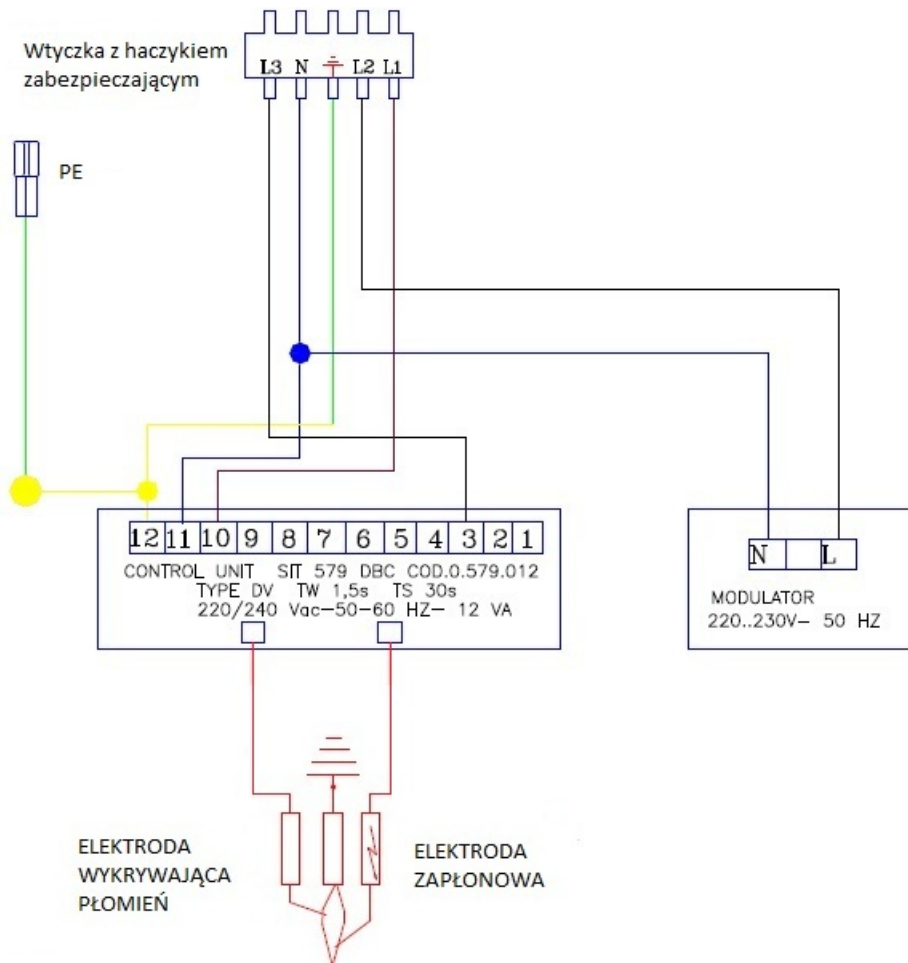 Wtyczka z haczykiem
zabezpieczającym
L3 N L2 L1
PE
12 11 10 9 8 7 6 5 4 3 2 1
CONTROL UNIT SIT 579 DBC COD.0.579.012
TYPE DV TW 1,5s TS 30s
220/240 Vac-50-60 HZ- 12 VA
N L
MODULATOR
220..230V- 50 HZ
ELEKTRODA
WYKRYWAJĄCA
PŁOMIEŃ
ELEKTRODA
ZAPŁONOWA